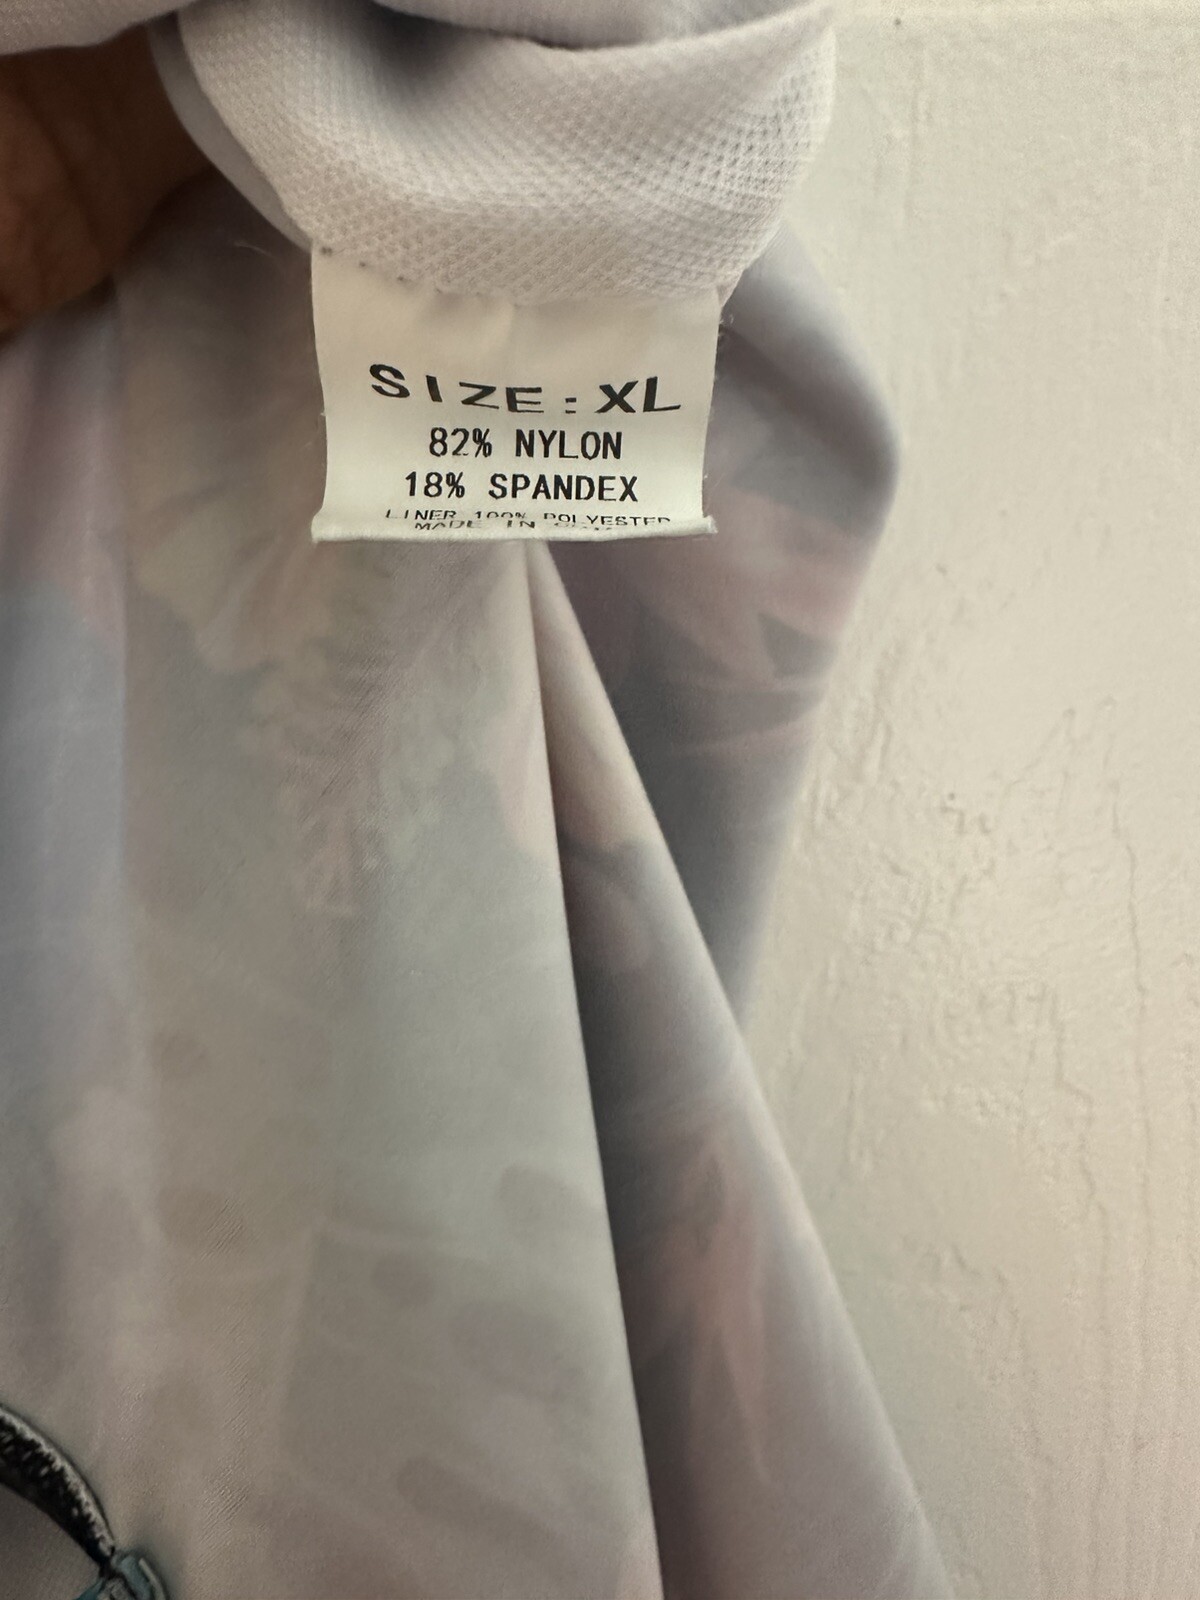 SIZE: XL
82% NYLON
18% SPANDEX
LINER 100% POLYESTER
MADE IN